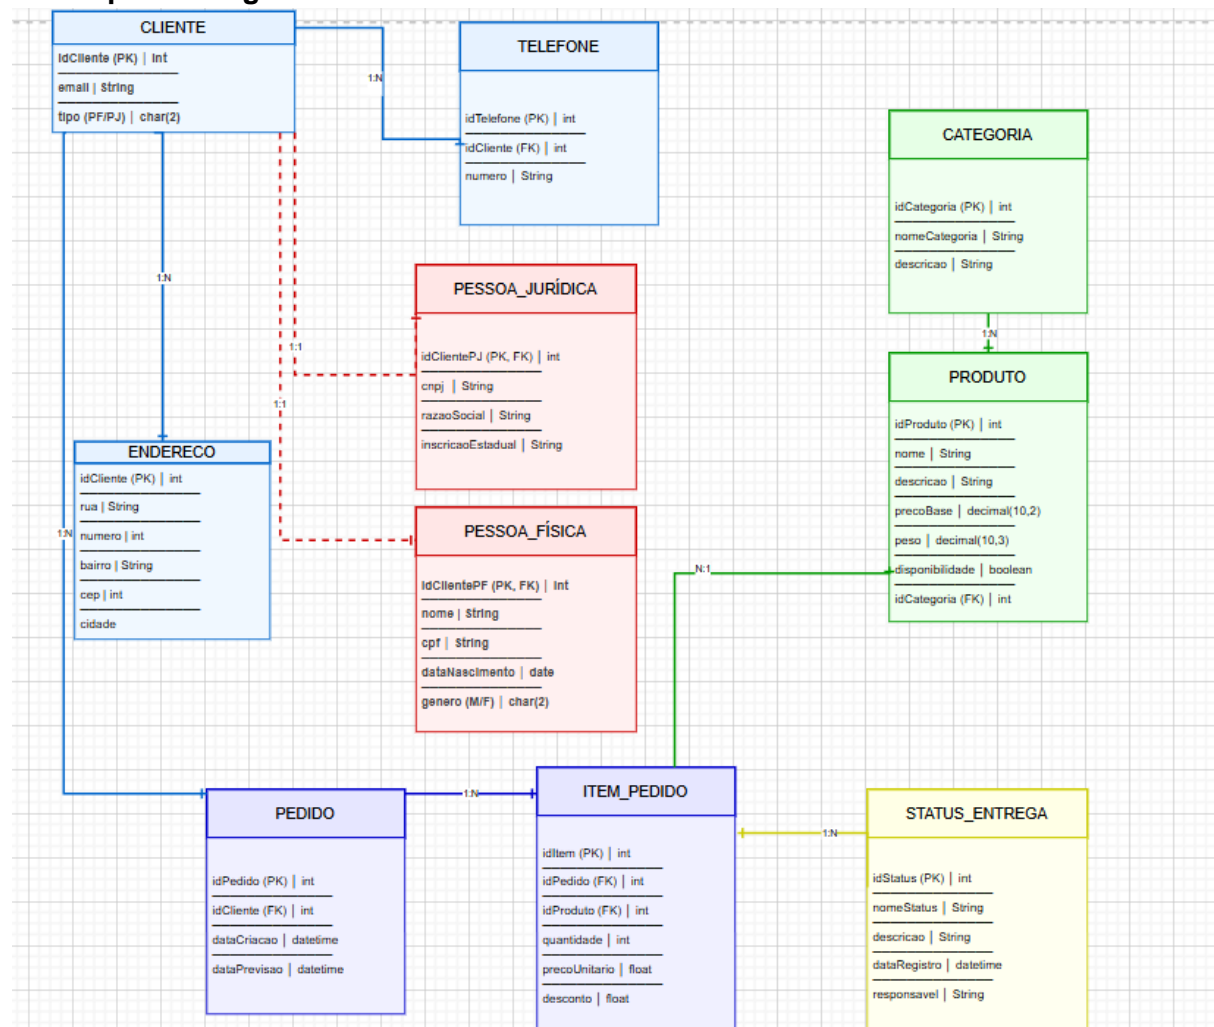 CLIENTE
idCliente (PK) | int
email | String
tipo (PF/PJ) | char(2)
1:N
TELEFONE
idTelefone (PK) | int
idCliente (FK) | int
numero | String
CATEGORIA
idCategoria (PK) | int
nomeCategoria | String
descricao | String
1:N
1:N
PESSOA_JURÍDICA
idClientePJ (PK, FK) | int
cnpj | String
razaoSocial | String
inscricaoEstadual | String
1:1
1:1
PRODUTO
idProduto (PK) | int
nome | String
descricao | String
precoBase | decimal(10,2)
peso | decimal(10,3)
disponibilidade | boolean
idCategoria (FK) | int
ENDERECO
idCliente (PK) | int
rua | String
numero | int
bairro | String
cep | int
cidade
1:N
PESSOA_FÍSICA
idClientePF (PK, FK) | int
nome | String
cpf | String
dataNascimento | date
genero (M/F) | char(2)
N:1
PEDIDO
idPedido (PK) | int
idCliente (FK) | int
dataCriacao | datetime
dataPrevisao | datetime
1:N
ITEM_PEDIDO
idItem (PK) | int
idPedido (FK) | int
idProduto (FK) | int
quantidade | int
precoUnitario | float
desconto | float
1:N
STATUS_ENTREGA
idStatus (PK) | int
nomeStatus | String
descricao | String
dataRegistro | datetime
responsavel | String